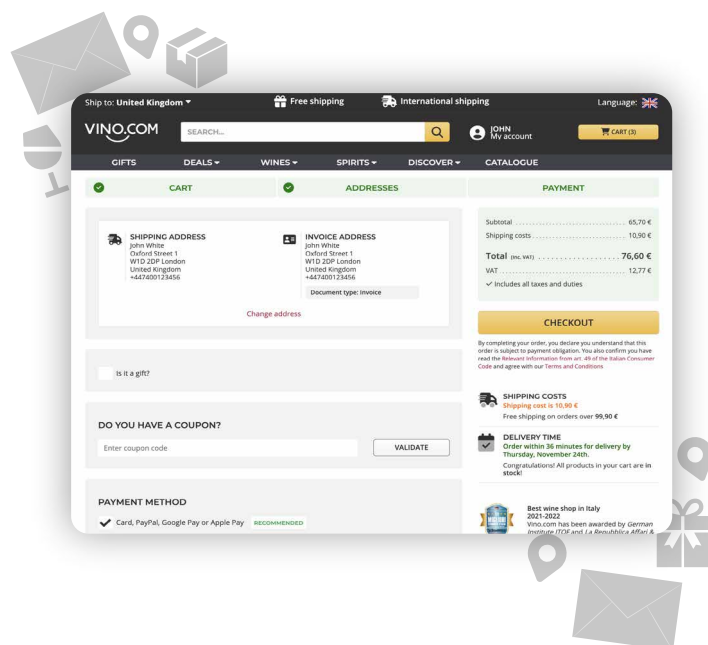 Ship to: United Kingdom
Free shipping
International shipping
Language:
VINO.COM
SEARCH...
JOHN
My account
CART (3)
GIFTS
DEALS
WINES
SPIRITS
DISCOVER
CATALOGUE
CART
ADDRESSES
PAYMENT
SHIPPING ADDRESS
John White
Oxford Street 1
W1D 2DP London
United Kingdom
+447400123456
INVOICE ADDRESS
John White
Oxford Street 1
W1D 2DP London
United Kingdom
+447400123456
Document type: Invoice
Change address
Is it a gift?
DO YOU HAVE A COUPON?
Enter coupon code
VALIDATE
PAYMENT METHOD
Card, PayPal, Google Pay or Apple Pay RECOMMENDED
Subtotal 65,70 €
Shipping costs 10,90 €
Total (inc. VAT) 76,60 €
VAT 12,77 €
Includes all taxes and duties
CHECKOUT
By completing your order, you declare you understand that this
order is subject to payment obligation. You also confirm you have
read the Relevant Information from art. 49 of the Italian Consumer
Code and agree with our Terms and Conditions
SHIPPING COSTS
Shipping cost is 10,90 €
Free shipping on orders over 99,90 €
DELIVERY TIME
Order within 36 minutes for delivery by
Thursday, November 24th.
Congratulations! All products in your cart are in
stock!
Best wine shop in Italy
2021-2022
Vino.com has been awarded by German
Institute ITQF and La Repubblica Affari &